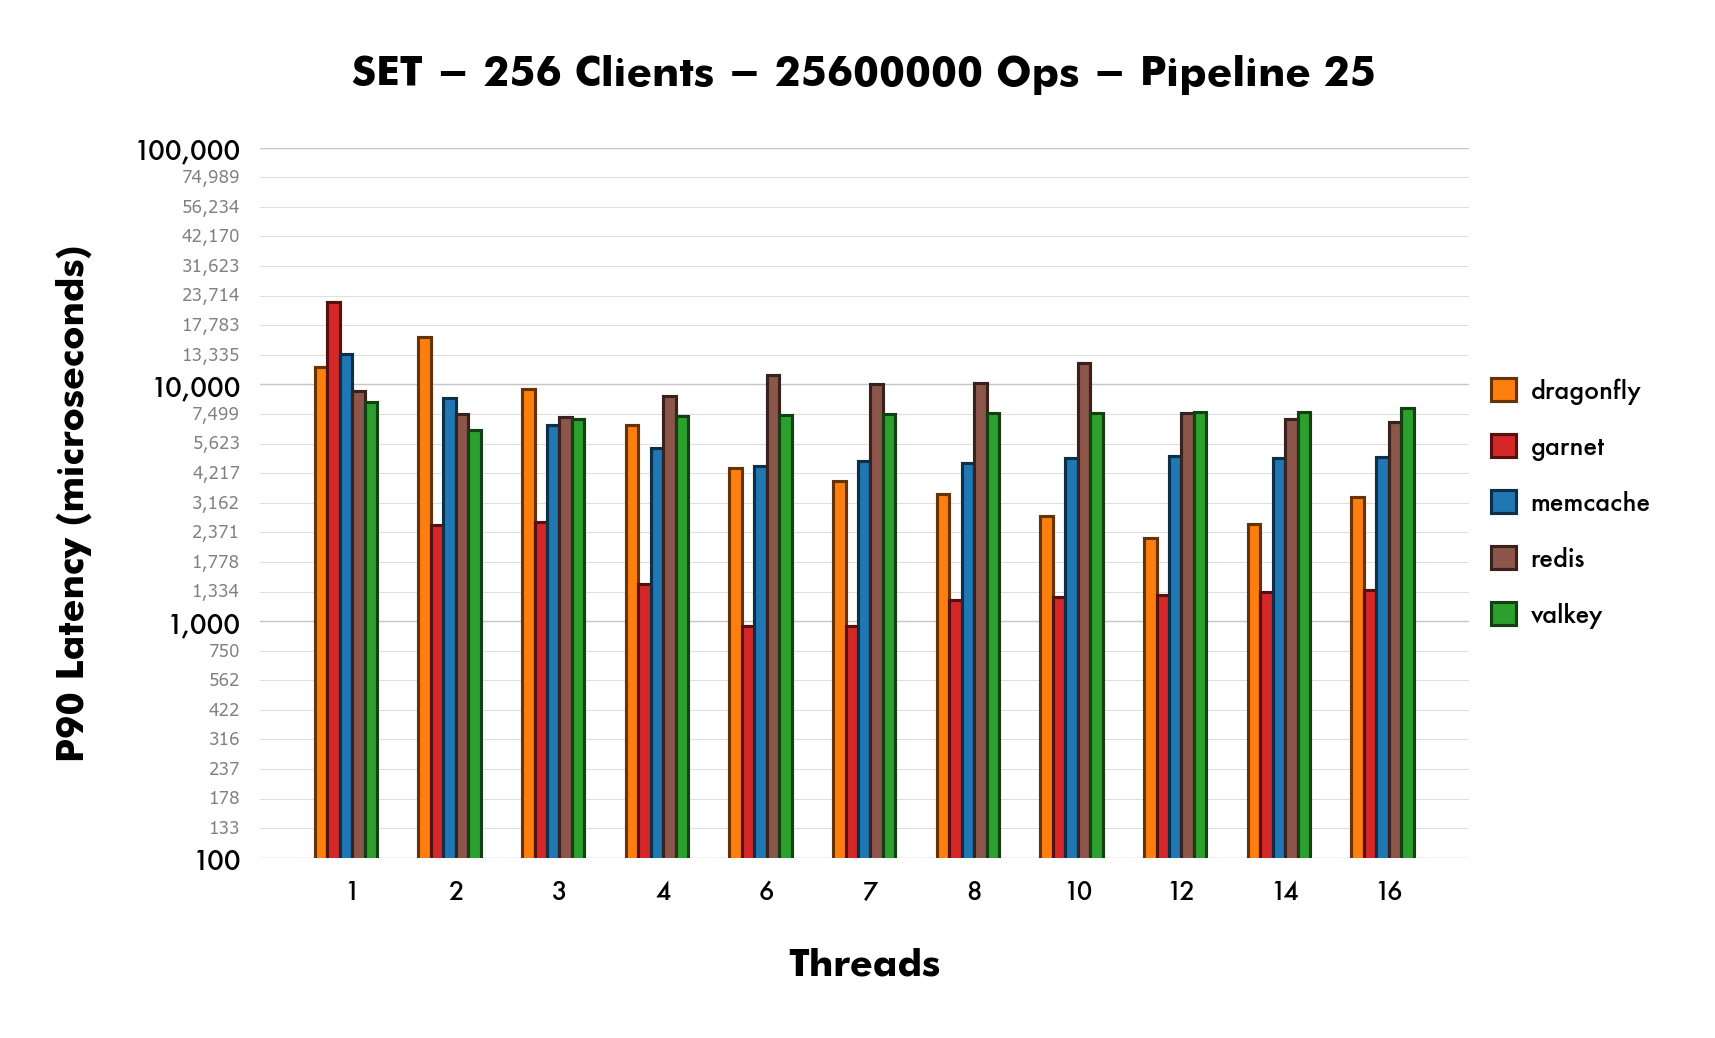 SET – 256 Clients – 25600000 Ops – Pipeline 25
P90 Latency (microseconds)
100,000
74,989
56,234
42,170
31,623
23,714
17,783
13,335
10,000
7,499
5,623
4,217
3,162
2,371
1,778
1,334
1,000
750
562
422
316
237
178
133
100
dragonfly
garnet
memcache
redis
valkey
1 2 3 4 6 7 8 10 12 14 16
Threads